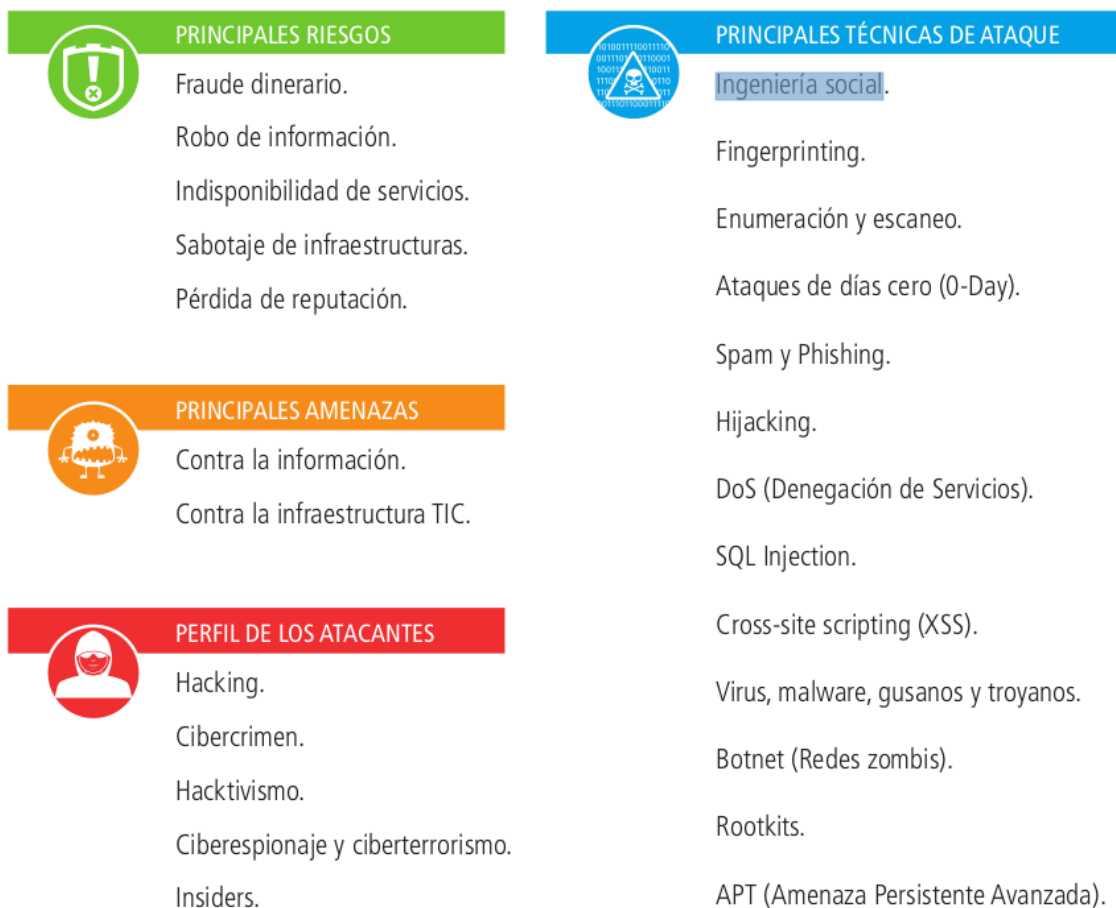 PRINCIPALES RIESGOS
Fraude dinerario.
Robo de información.
Indisponibilidad de servicios.
Sabotaje de infraestructuras.
Pérdida de reputación.
PRINCIPALES AMENAZAS
Contra la información.
Contra la infraestructura TIC.
PERFIL DE LOS ATACANTES
Hacking.
Cibercrimen.
Hacktivismo.
Ciberespionaje y ciberterrorismo.
Insiders.
PRINCIPALES TÉCNICAS DE ATAQUE
Ingeniería social.
Fingerprinting.
Enumeración y escaneo.
Ataques de días cero (0-Day).
Spam y Phishing.
Hijacking.
DoS (Denegación de Servicios).
SQL Injection.
Cross-site scripting (XSS).
Virus, malware, gusanos y troyanos.
Botnet (Redes zombis).
Rootkits.
APT (Amenaza Persistente Avanzada).